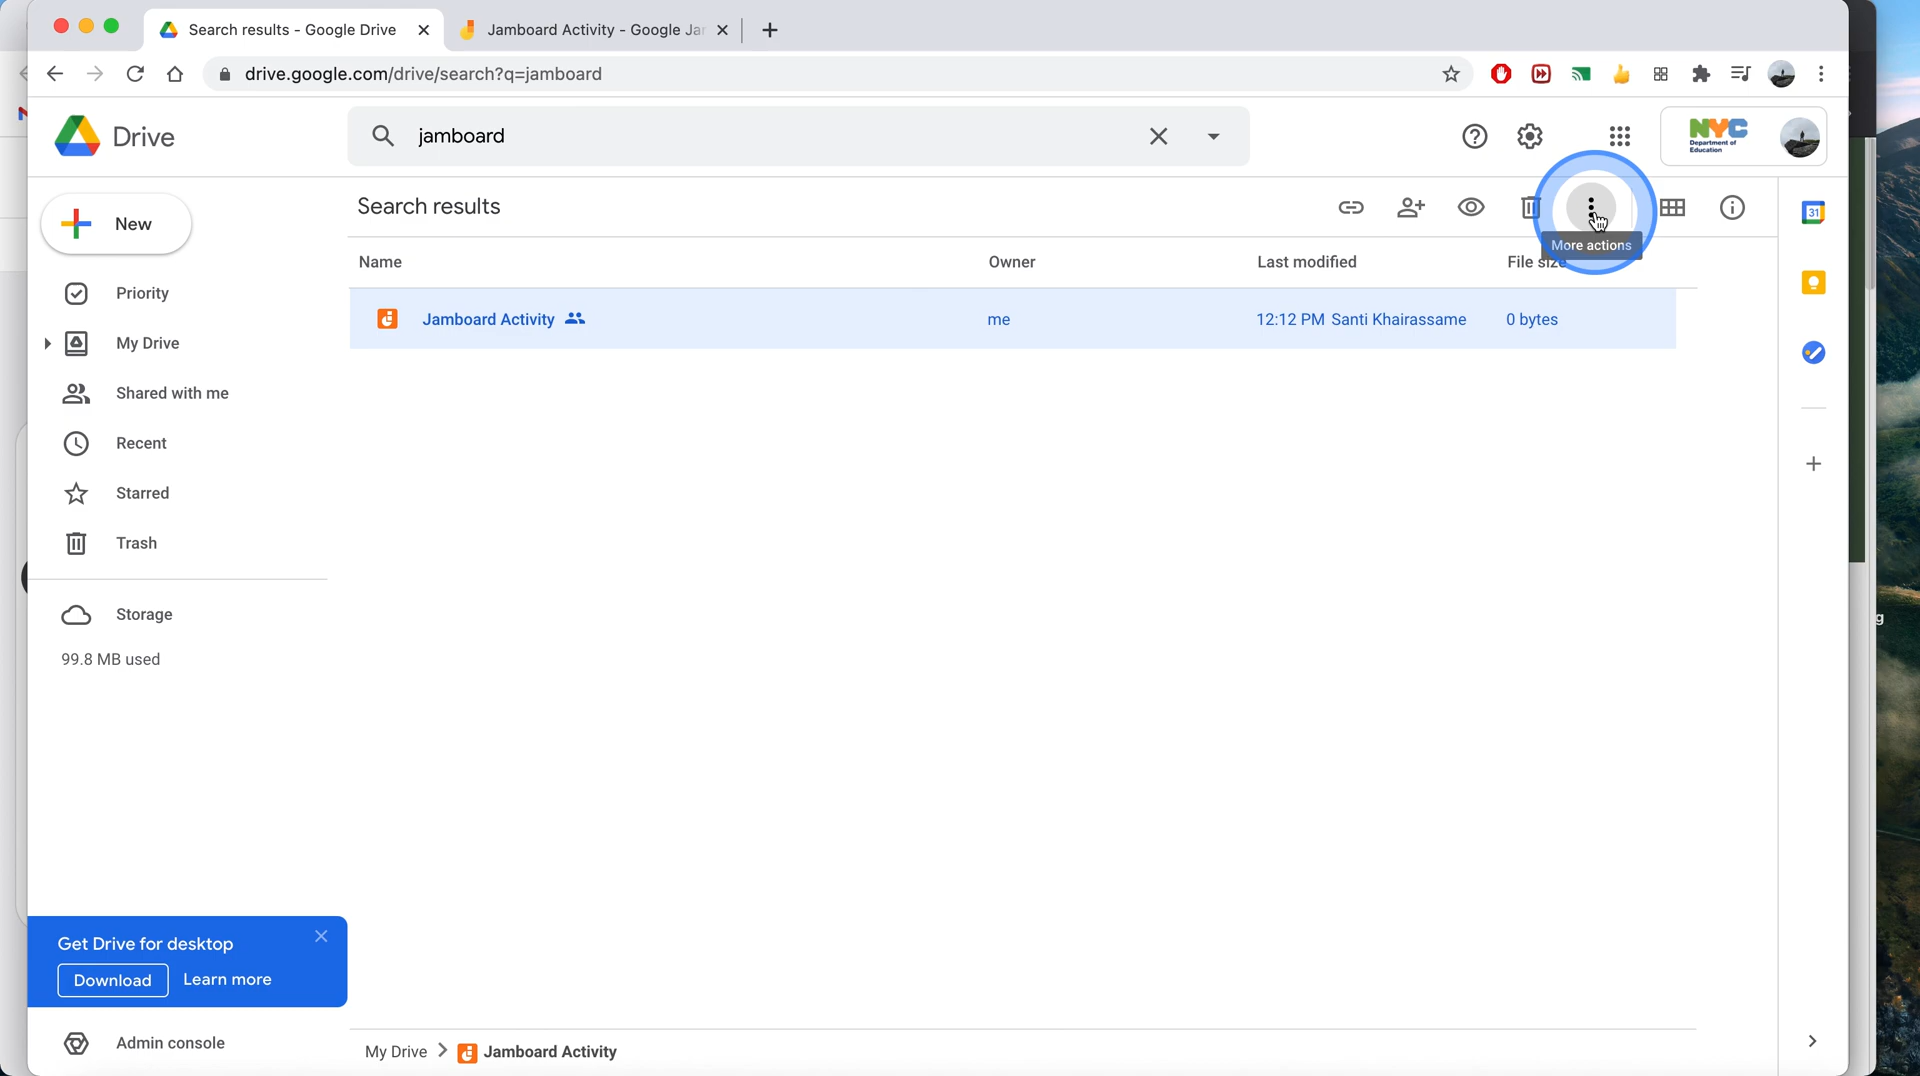 Search results - Google Drive
Jamboard Activity - Google Jar
drive.google.com/drive/search?q=jamboard
Drive
jamboard
NYC
Department of
Education
New
Search results
More actions
Name
Owner
Last modified
File size
Jamboard Activity
me
12:12 PM Santi Khairassame
0 bytes
31
Priority
My Drive
Shared with me
Recent
Starred
Trash
Storage
99.8 MB used
g
Get Drive for desktop
Download
Learn more
Admin console
My Drive
Jamboard Activity